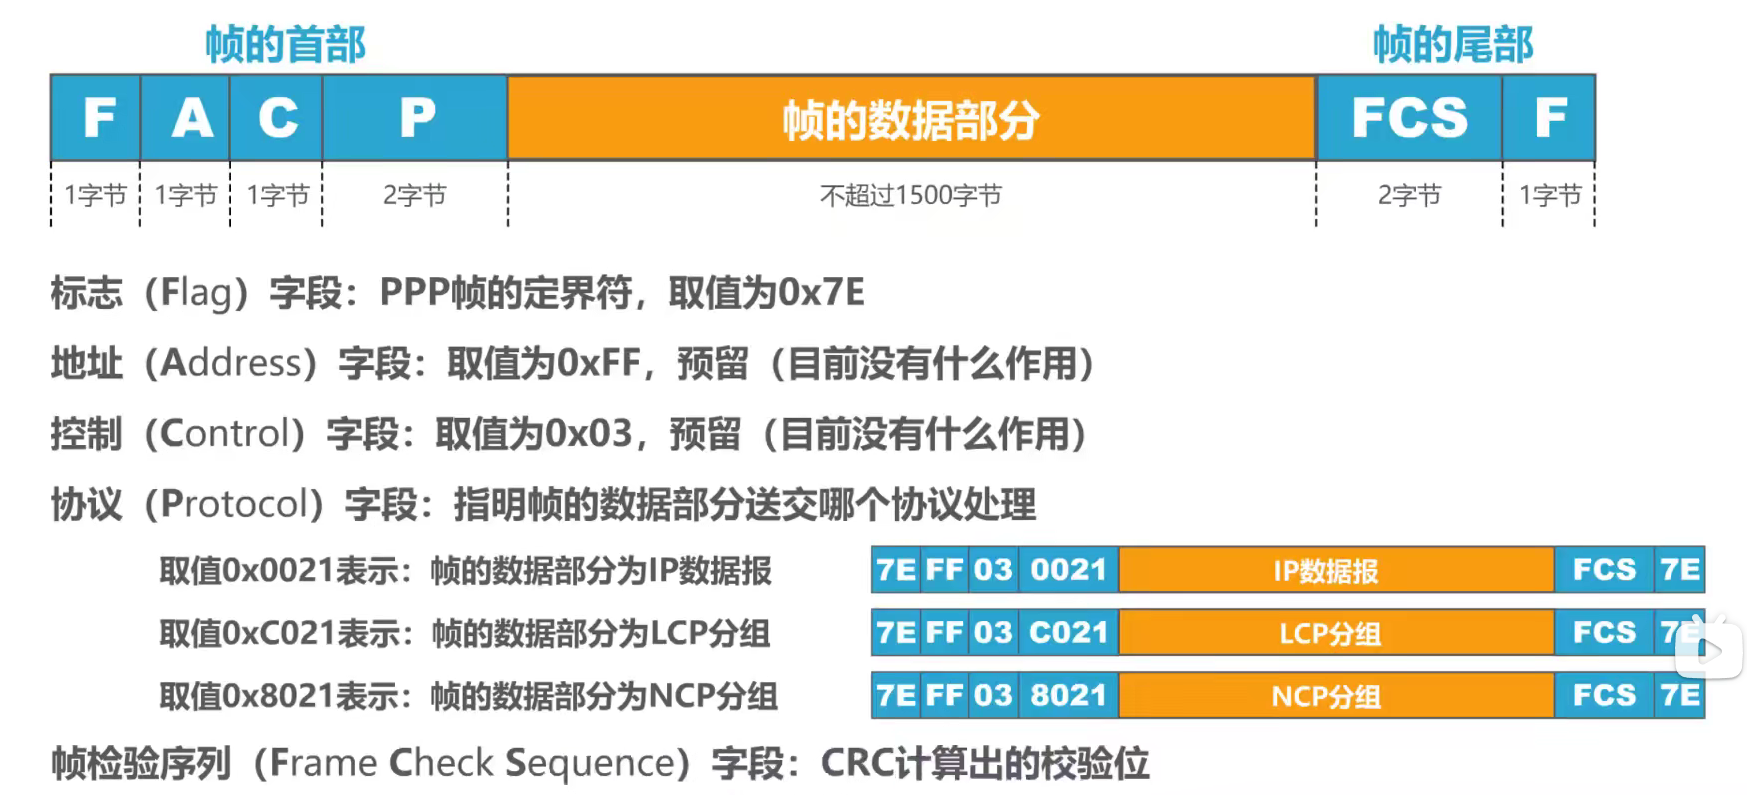 帧的首部 帧的尾部
F A C P 帧的数据部分 FCS F
1字节 1字节 1字节 2字节 不超过1500字节 2字节 1字节
标志（Flag）字段：PPP帧的定界符，取值为0x7E
地址（Address）字段：取值为0xFF，预留（目前没有什么作用）
控制（Control）字段：取值为0x03，预留（目前没有什么作用）
协议（Protocol）字段：指明帧的数据部分送交哪个协议处理
取值0x0021表示：帧的数据部分为IP数据报 7E FF 03 0021 IP数据报 FCS 7E
取值0xC021表示：帧的数据部分为LCP分组 7E FF 03 C021 LCP分组 FCS 7E
取值0x8021表示：帧的数据部分为NCP分组 7E FF 03 8021 NCP分组 FCS 7E
帧检验序列（Frame Check Sequence）字段：CRC计算出的校验位